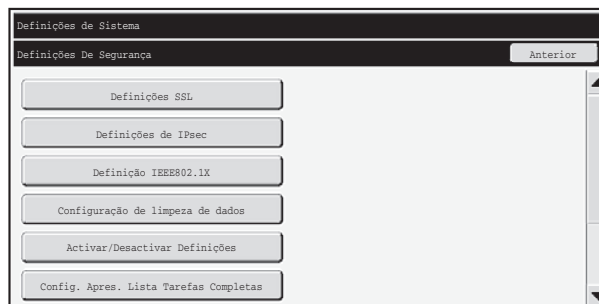 Definições de Sistema
Definições De Segurança
Anterior
Definições SSL
Definições de IPsec
Definição IEEE802.1X
Configuração de limpeza de dados
Activar/Desactivar Definições
Config. Apres. Lista Tarefas Completas